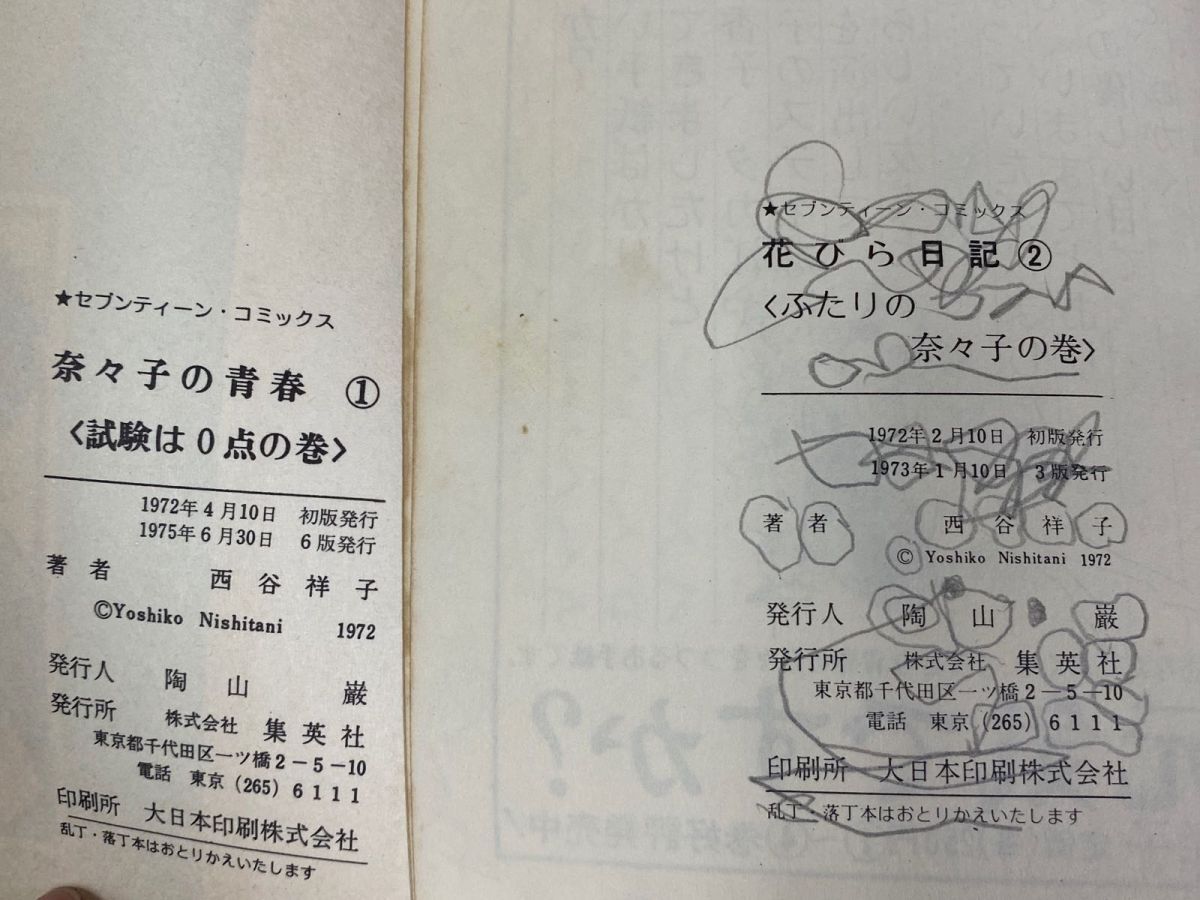 ★セブンティーン・コミックス
奈々子の青春 ①
〈試験は0点の巻〉
1972年4月10日 初版発行
1975年6月30日 6版発行
著者 西谷祥子
©Yoshiko Nishitani 1972
発行人 陶山 巌
発行所 株式会社 集英社
東京都千代田区一ツ橋2-5-10
電話 東京(265)6111
印刷所 大日本印刷株式会社
乱丁・落丁本はおとりかえいたします
★セブンティーン・コミックス
花びら日記②
〈ふたりの
奈々子の巻〉
1972年2月10日 初版発行
1973年1月10日 3版発行
著者 西谷祥子
©Yoshiko Nishitani 1972
発行人 陶山 巌
発行所 株式会社 集英社
東京都千代田区一ツ橋2-5-10
電話 東京(265)6111
印刷所 大日本印刷株式会社
乱丁・落丁本はおとりかえいたします